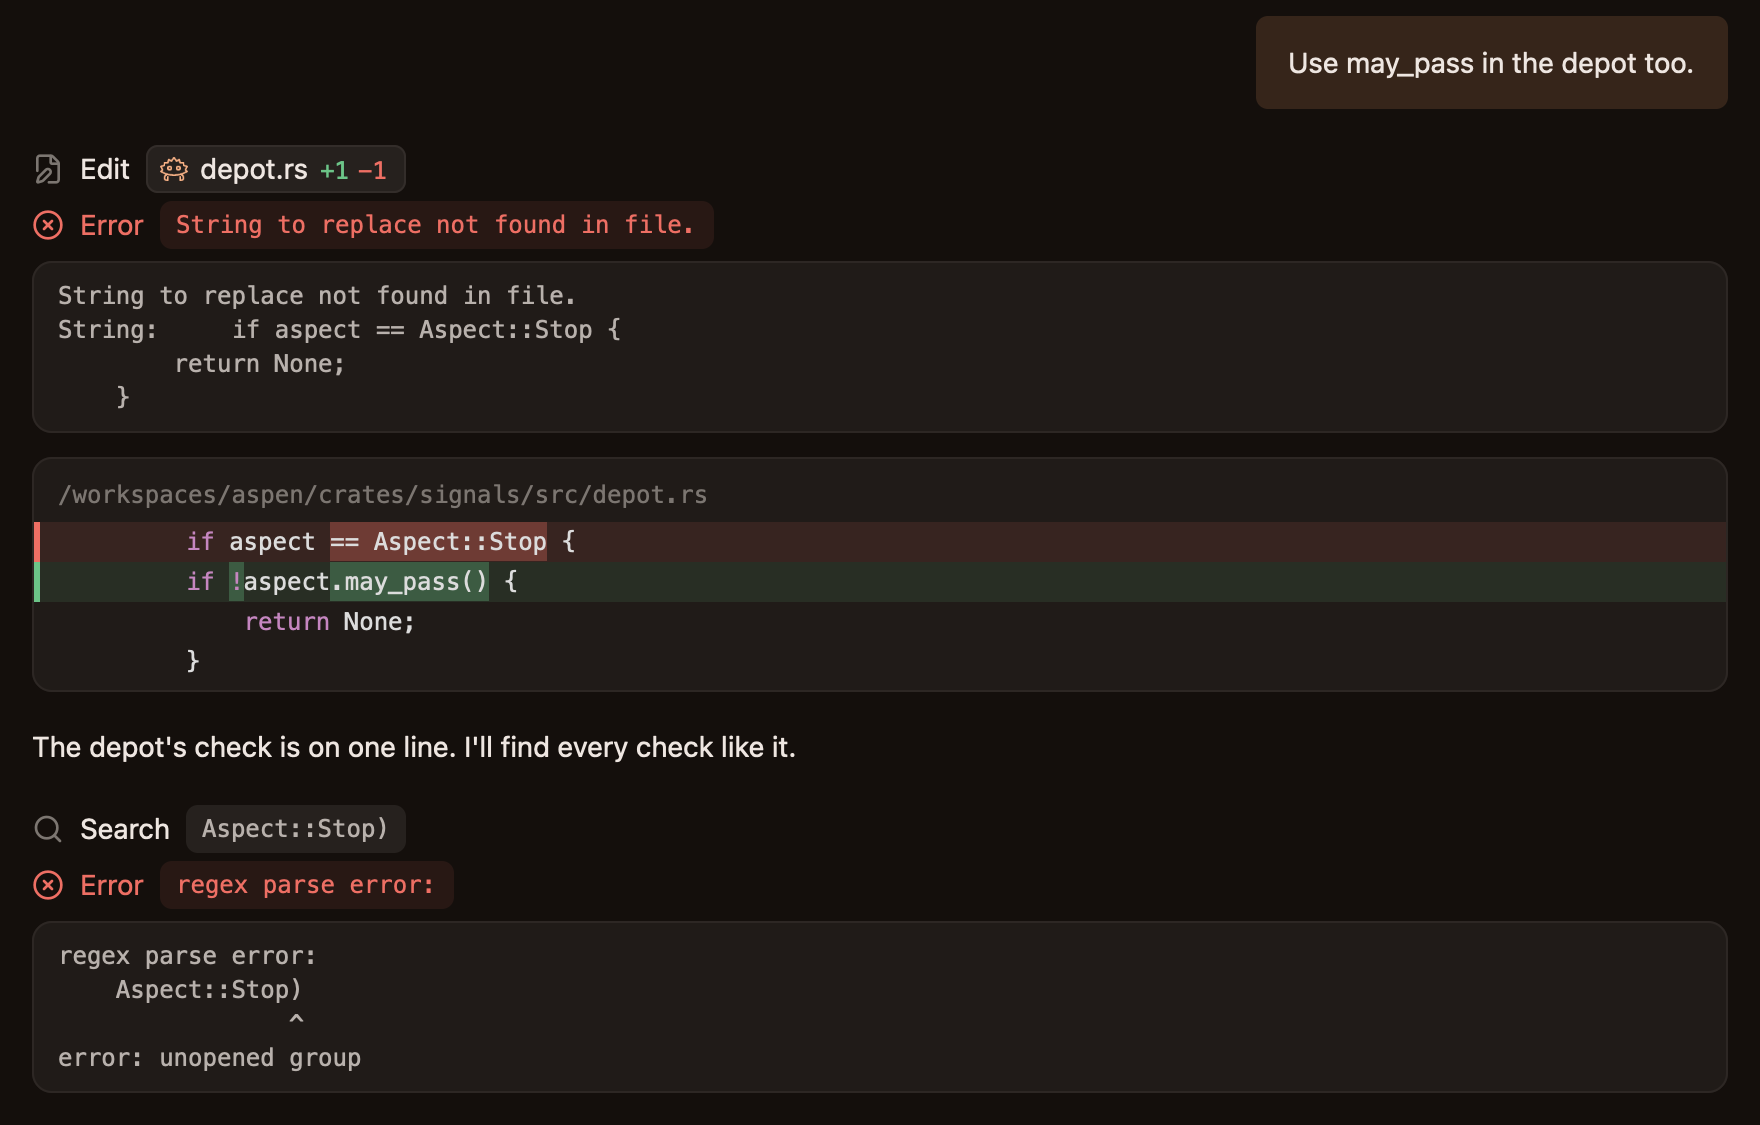 Use may_pass in the depot too.
Edit depot.rs +1 −1
Error String to replace not found in file.
String to replace not found in file.
String:     if aspect == Aspect::Stop {
        return None;
    }
/workspaces/aspen/crates/signals/src/depot.rs
if aspect == Aspect::Stop {
if !aspect.may_pass() {
    return None;
}
The depot's check is on one line. I'll find every check like it.
Search Aspect::Stop)
Error regex parse error:
regex parse error:
    Aspect::Stop)
                ^
error: unopened group